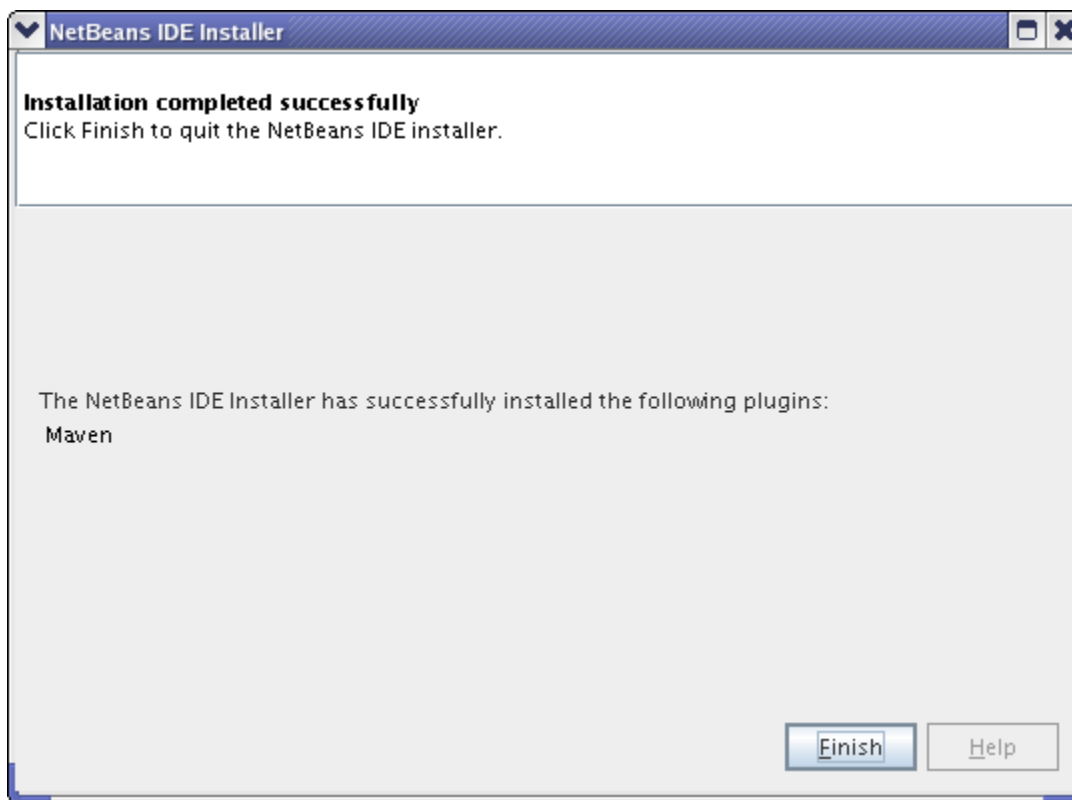 NetBeans IDE Installer
Installation completed successfully
Click Finish to quit the NetBeans IDE installer.
The NetBeans IDE Installer has successfully installed the following plugins:
Maven
Finish
Help